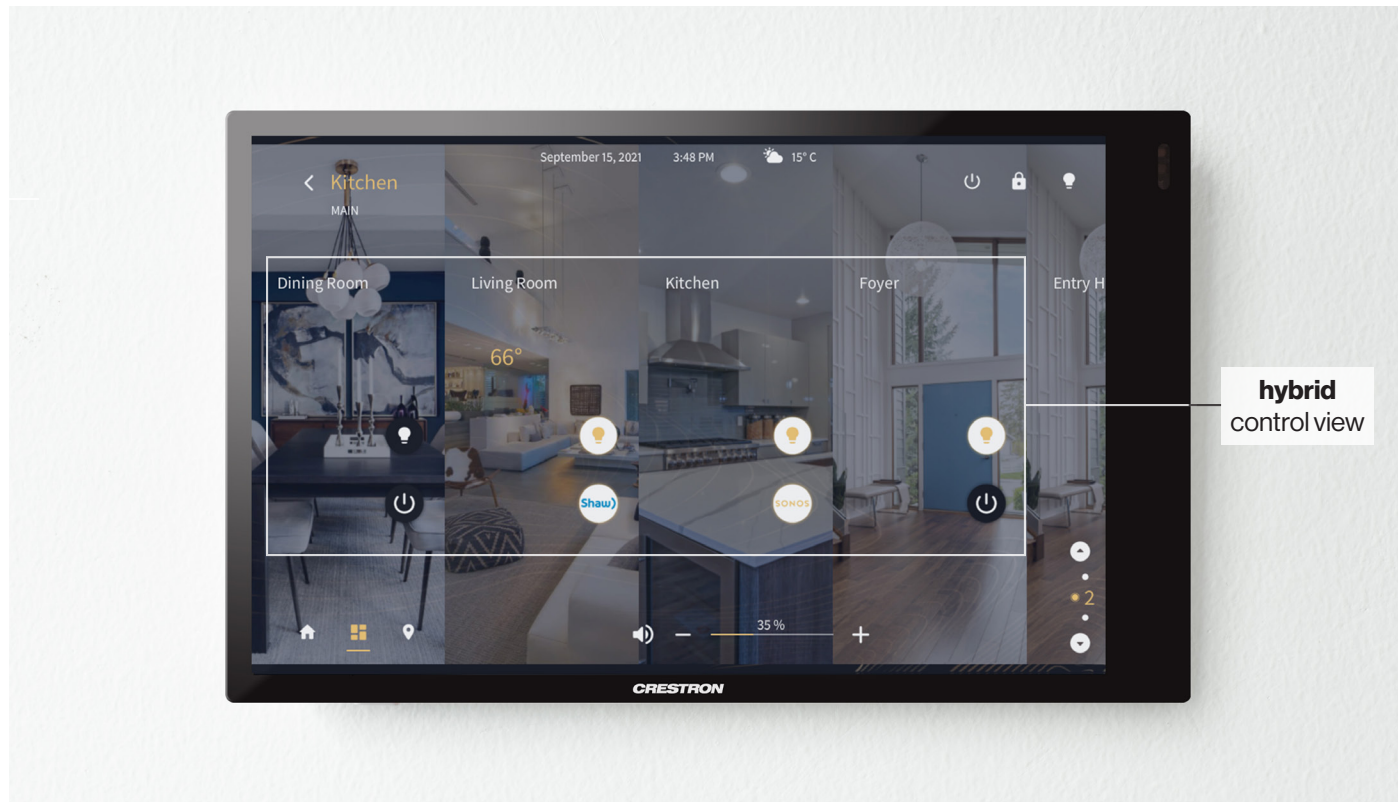 September 15, 2021 3:48 PM 15° C
Kitchen
MAIN
Dining Room Living Room Kitchen Foyer Entry H
66°
Shaw) SONOS
2
35 %
CRESTRON
hybrid
control view